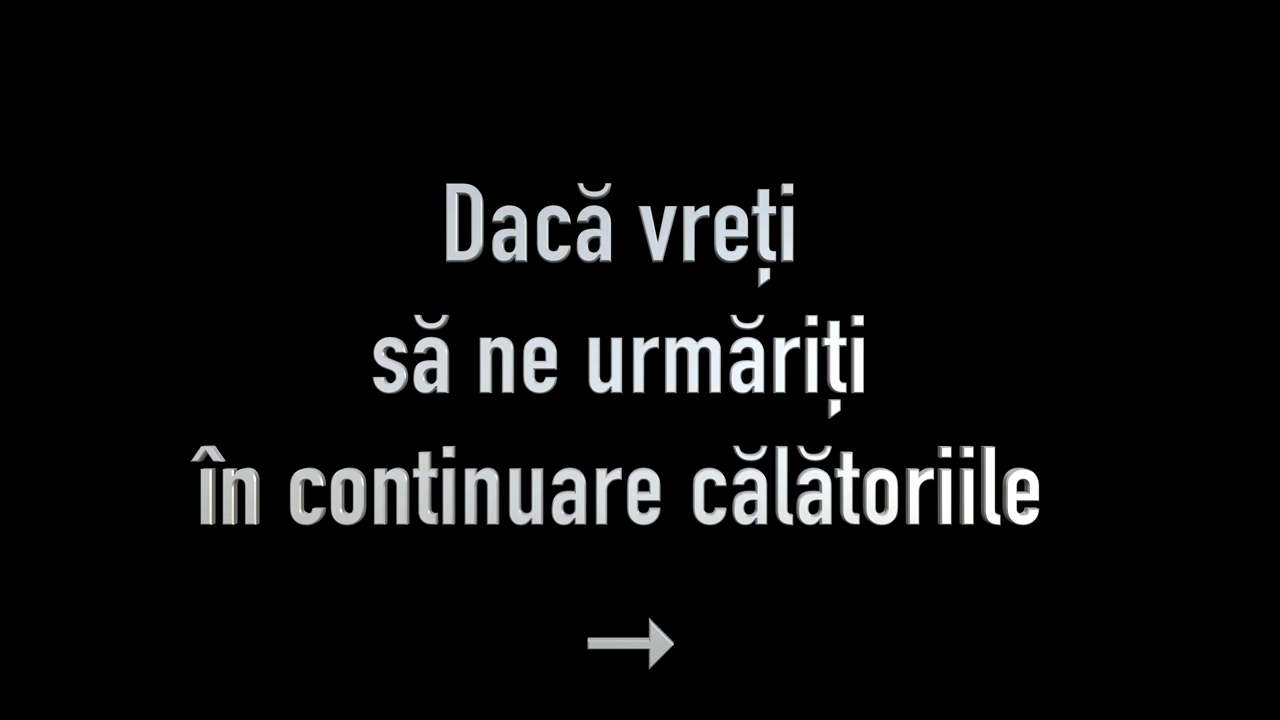 Dacă vreți
să ne urmăriți
în continuare călătoriile
→